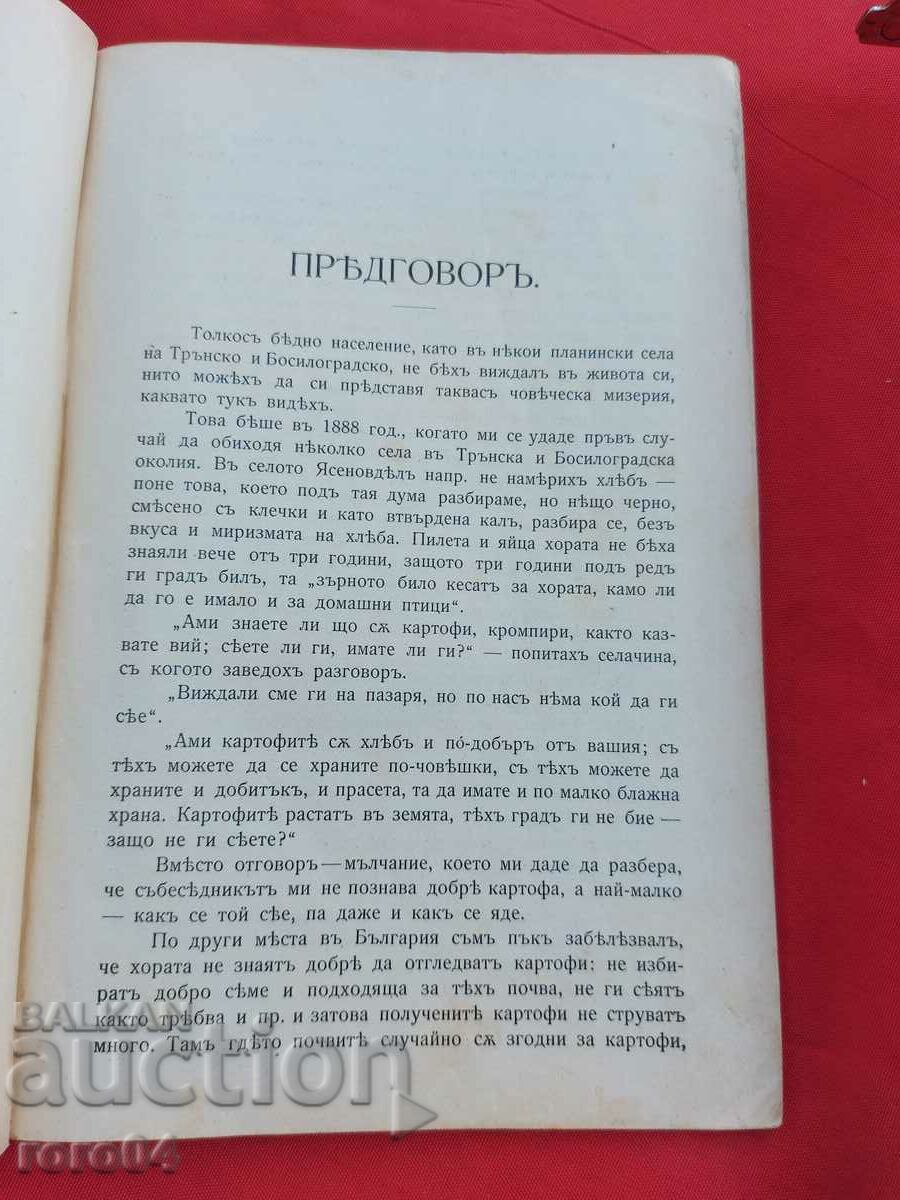 ПРѢДГОВОРЪ.
Толкосъ бѣдно население, като въ нѣкои планински села
на Трънско и Босилоградско, не бѣхъ виждалъ въ живота си,
нито можѣхъ да си прѣдставя таквасъ човѣческа мизерия,
каквато тукъ видѣхъ.
Това бѣше въ 1888 год., когато ми се удаде пръвъ слу-
чай да обиходя нѣколко села въ Трънска и Босилоградска
околия. Въ селото Ясеновдѣлъ напр. не намѣрихъ хлѣбъ —
поне това, което подъ тая дума разбираме, но нѣщо черно,
смѣсено съ клечки и като втвърдена калъ, разбира се, безъ
вкуса и миризмата на хлѣба. Пилета и яйца хората не бѣха
знаяли вече отъ три години, защото три години подъ редъ
ги градъ билъ, та „зърното било кесатъ за хората, камо ли
да го е имало и за домашни птици“.
„Ами знаете ли що сѫ картофи, кромпири, както каз-
вате вий; сѣете ли ги, имате ли ги?“ — попитахъ селачина,
съ когото заведохъ разговоръ.
„Виждали сме ги на пазаря, но по насъ нѣма кой да ги
сѣе“.
„Ами картофитѣ сѫ хлѣбъ и по́-добъръ отъ вашия; съ
тѣхъ можете да се храните по-човѣшки, съ тѣхъ можете да
храните и добитъкъ, и прасета, та да имате и по малко блажна
храна. Картофитѣ растатъ въ земята, тѣхъ градъ ги не бие —
защо не ги сѣете?“
Вмѣсто отговоръ — мълчание, което ми даде да разбера,
че събесѣдникътъ ми не познава добрѣ картофа, а най-малко
— какъ се той сѣе, па даже и какъ се яде.
По други мѣста въ България съмъ пъкъ забѣлѣзвалъ,
че хората не знаятъ добрѣ да отгледватъ картофи: не изби-
ратъ добро сѣме и подходяща за тѣхъ почва, не ги сѣятъ
както трѣбва и пр. и затова полученитѣ картофи не струватъ
много. Тамъ гдѣто почвитѣ случайно сѫ згодни за картофи,
BALKAN
auction
roro04